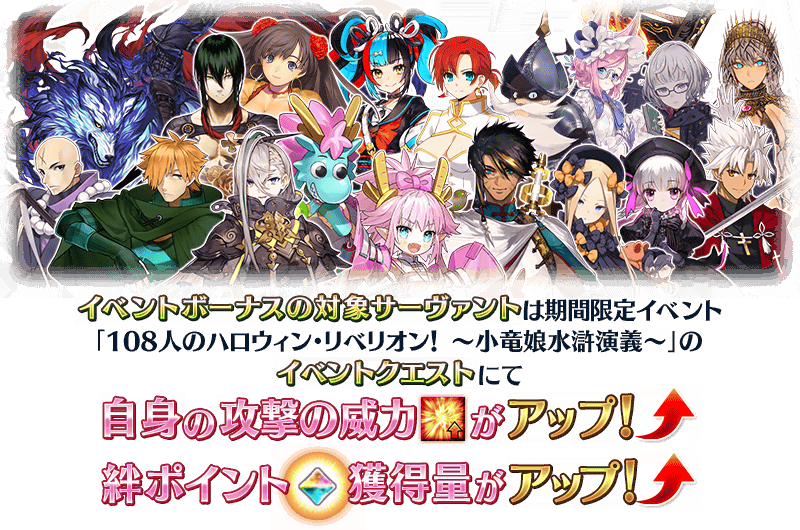 イベントボーナスの対象サーヴァントは期間限定イベント
「108人のハロウィン・リベリオン! ~小竜娘水滸演義~」の
イベントクエストにて
自身の攻撃の威力がアップ!
絆ポイント獲得量がアップ!